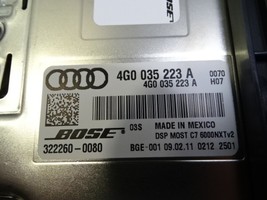 BOSE
4G0 035 223 A 0070
4G0 035 223 A H07
03S MADE IN MEXICO
BOSE DSP MOST C7 6000NXTv2
322260-0080 BGE-001 09.02.11 0212 2501